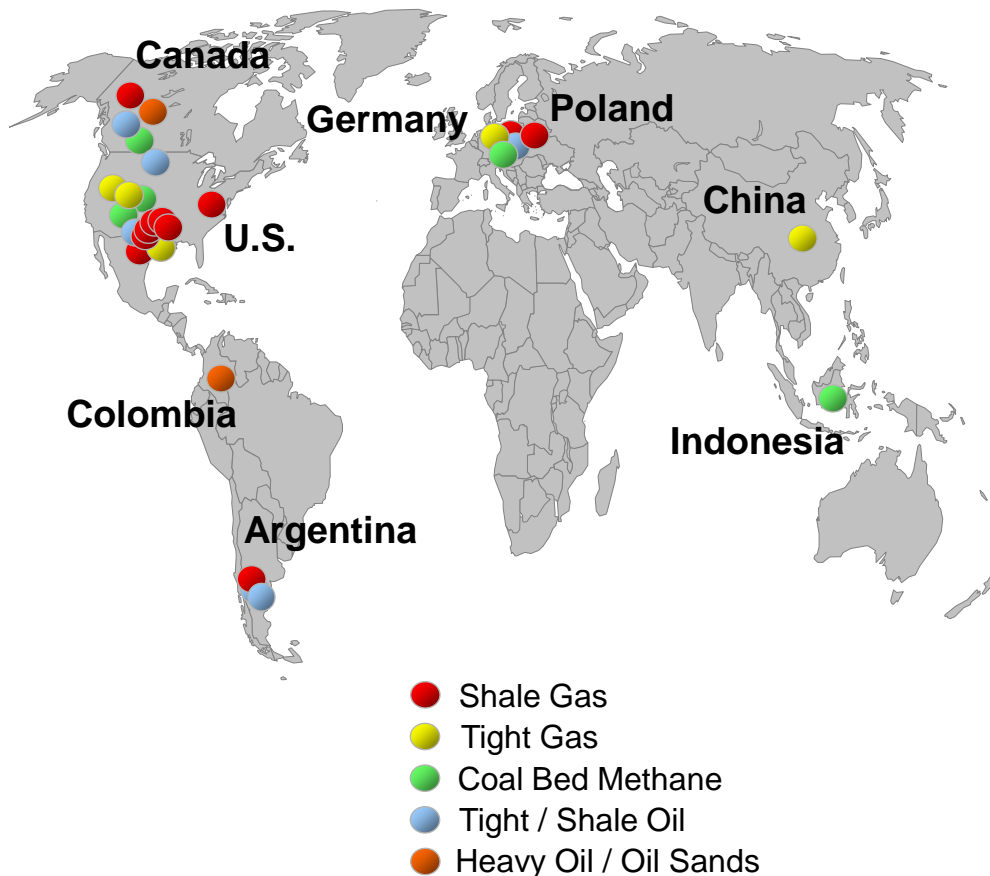 Canada
Germany
Poland
China
U.S.
Colombia
Indonesia
Argentina
Shale Gas
Tight Gas
Coal Bed Methane
Tight / Shale Oil
Heavy Oil / Oil Sands